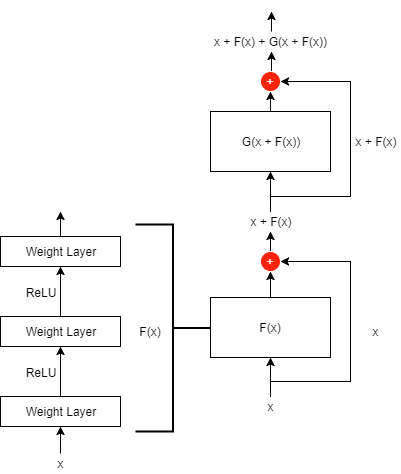 x + F(x) + G(x + F(x))
+
G(x + F(x))
x + F(x)
x + F(x)
+
Weight Layer
ReLU
Weight Layer
F(x)
F(x)
x
ReLU
Weight Layer
x
x